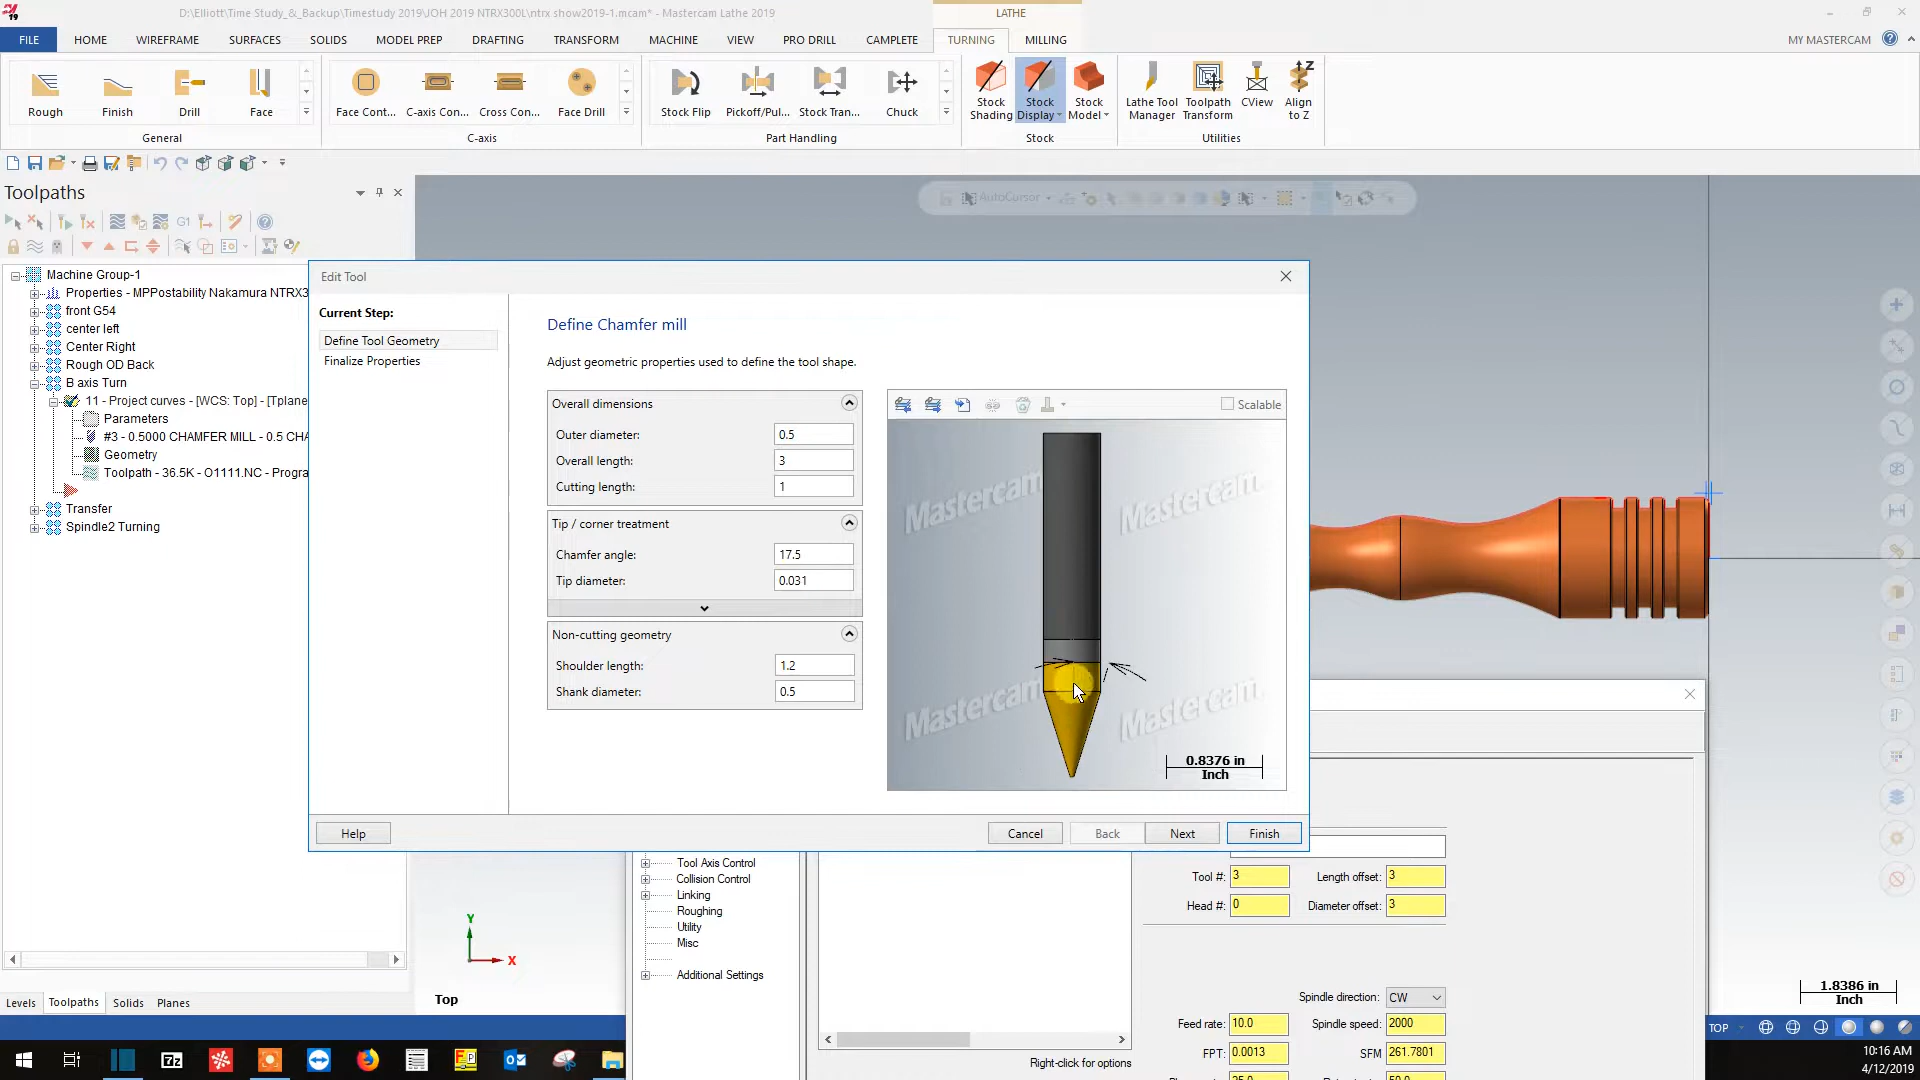 19
D:\Elliott\Time Study_&_Backup\Timestudy 2019\JOH 2019 NTRX300L\ntrx show2019-1.mcam* - Mastercam Lathe 2019
LATHE
FILE HOME WIREFRAME SURFACES SOLIDS MODEL PREP DRAFTING TRANSFORM MACHINE VIEW PRO DRILL CAMPLETE TURNING MILLING
MY MASTERCAM
Rough Finish Drill Face
General
Face Cont... C-axis Con... Cross Con... Face Drill
C-axis
Stock Flip Pickoff/Pul... Stock Tran... Chuck
Part Handling
Stock Shading
Stock Display
Stock Model
Stock
Lathe Tool Manager
Toolpath Transform
CView
Align to Z
Utilities
Toolpaths
AutoCursor
G1
Machine Group-1
Properties - MPPostability Nakamura NTRX3
front G54
center left
Center Right
Rough OD Back
B axis Turn
11 - Project curves - [WCS: Top] - [Tplane
Parameters
#3 - 0.5000 CHAMFER MILL - 0.5 CHA
Geometry
Toolpath - 36.5K - O1111.NC - Progra
Transfer
Spindle2 Turning
Edit Tool
Current Step:
Define Tool Geometry
Finalize Properties
Define Chamfer mill
Adjust geometric properties used to define the tool shape.
Overall dimensions
Outer diameter: 0.5
Overall length: 3
Cutting length: 1
Tip / corner treatment
Chamfer angle: 17.5
Tip diameter: 0.031
Non-cutting geometry
Shoulder length: 1.2
Shank diameter: 0.5
Scalable
Mastercam. Mastercam.
Mastercam. Mastercam.
0.8376 in
Inch
Help
Cancel Back Next Finish
Tool Axis Control
Collision Control
Linking
Roughing
Utility
Misc
Additional Settings
Right-click for options
Tool #: 3 Length offset: 3
Head #: 0 Diameter offset: 3
Spindle direction: CW
Feed rate: 10.0 Spindle speed: 2000
FPT: 0.0013 SFM 261.7801
Y
X
Top
1.8386 in
Inch
Levels Toolpaths Solids Planes
TOP
7z
10:16 AM
4/12/2019